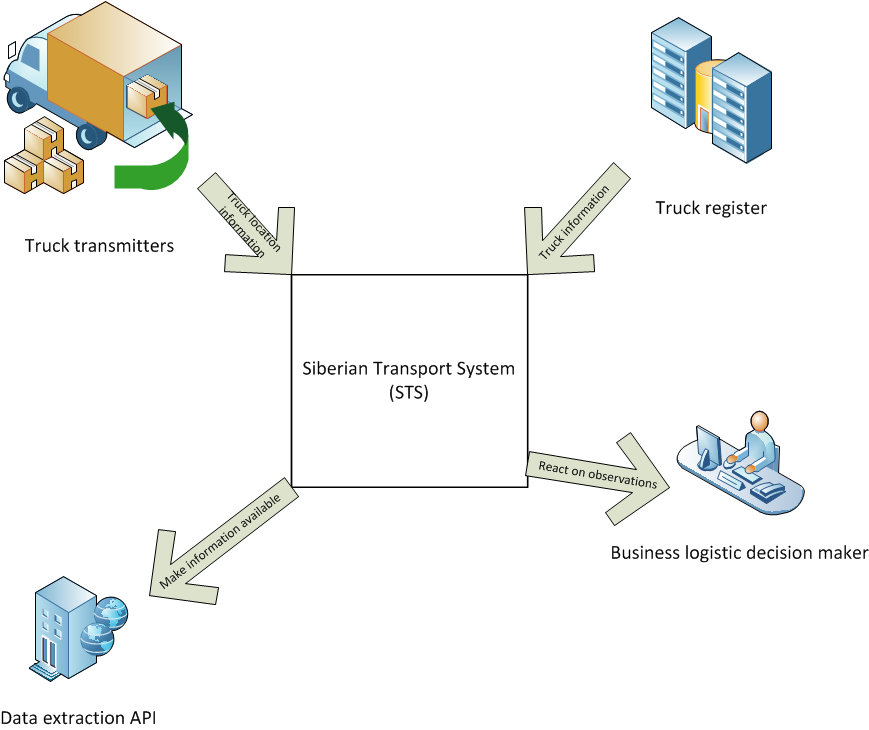 Truck transmitters
Truck location
information
Truck information
Truck register
Siberian Transport System
(STS)
React on observations
Business logistic decision maker
Make information available
Data extraction API